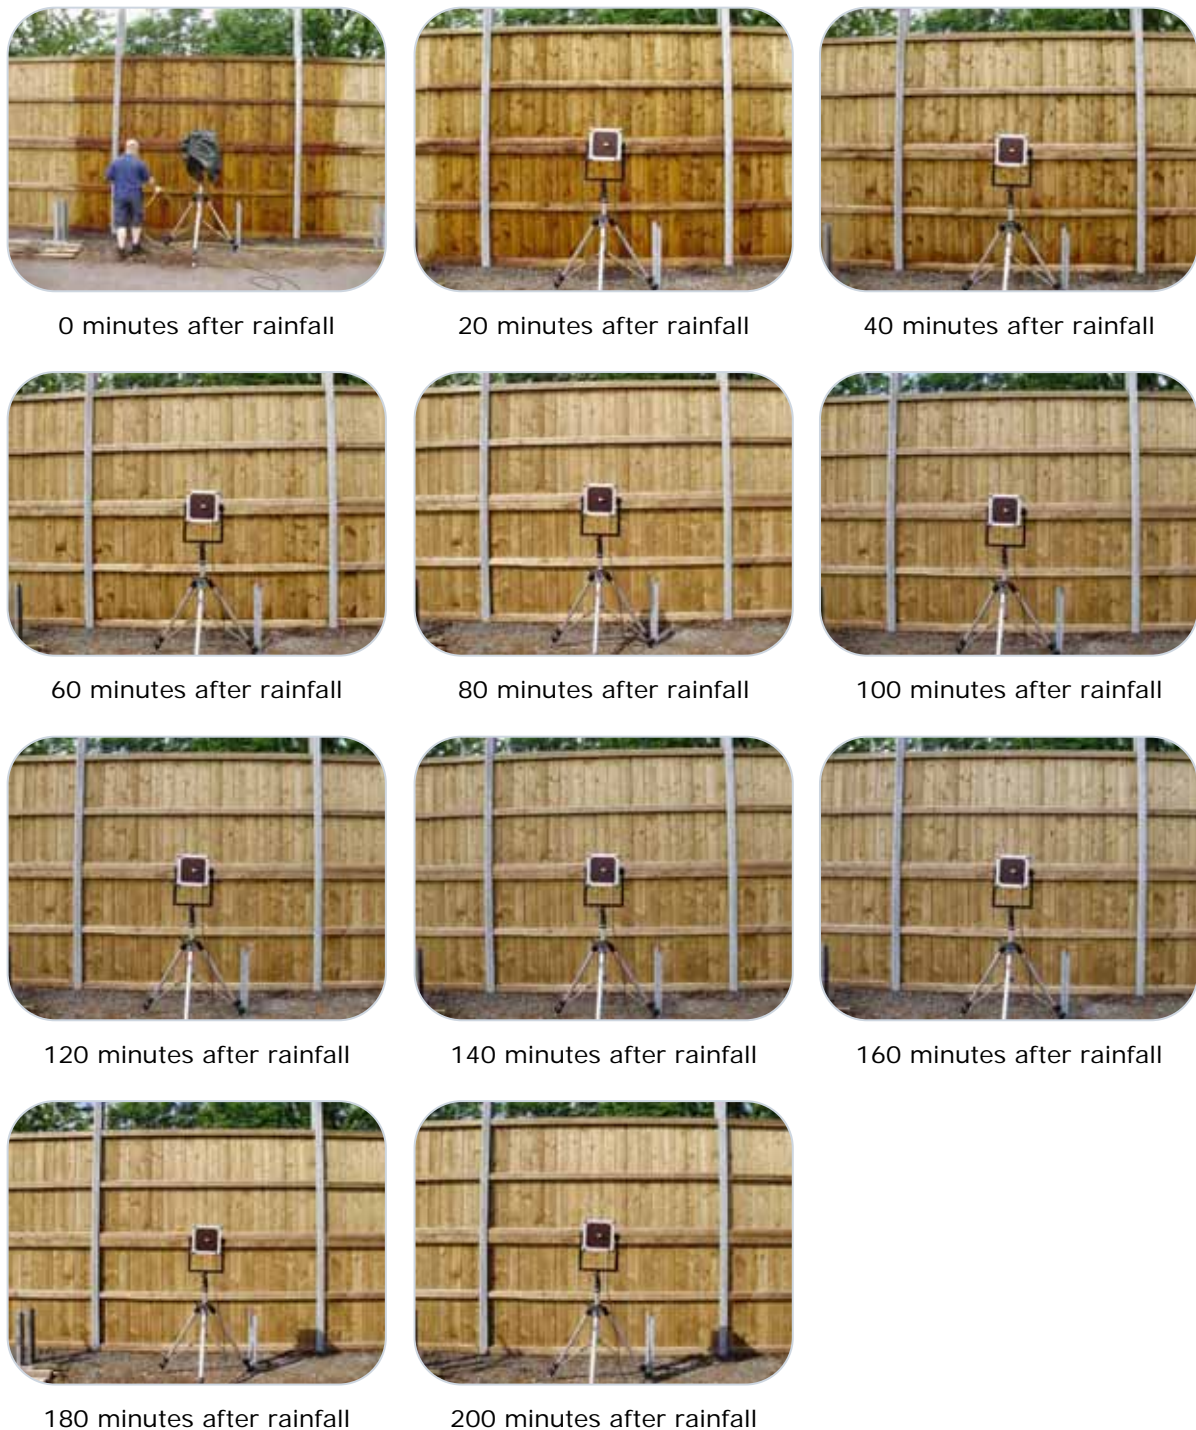 0 minutes after rainfall
20 minutes after rainfall
40 minutes after rainfall
60 minutes after rainfall
80 minutes after rainfall
100 minutes after rainfall
120 minutes after rainfall
140 minutes after rainfall
160 minutes after rainfall
180 minutes after rainfall
200 minutes after rainfall